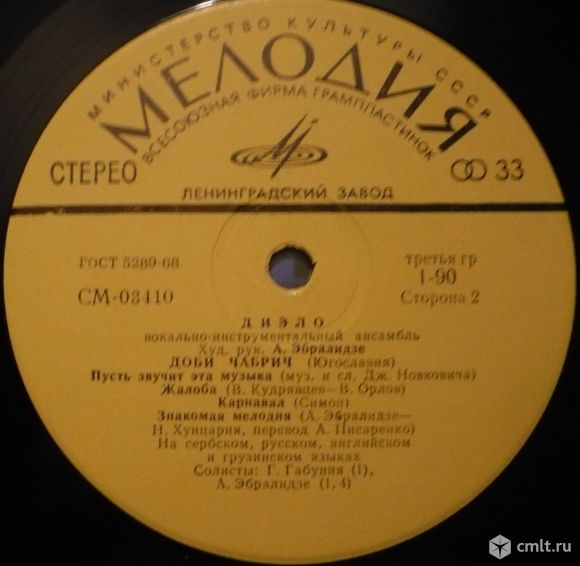 МИНИСТЕРСТВО КУЛЬТУРЫ СССР
МЕЛОДИЯ
ВСЕСОЮЗНАЯ ФИРМА ГРАМПЛАСТИНОК
СТЕРЕО
33
ЛЕНИНГРАДСКИЙ ЗАВОД
ГОСТ 5289-68
третья гр
СМ-03410
1-90
Сторона 2
ДИЭЛО
вокально-инструментальный ансамбль
Худ. рук. А. Эбралидзе
ДОБИ ЧАБРИЧ (Югославия)
Пусть звучит эта музыка (муз. и сл. Дж. Новковича)
Жалоба (В. Кудрявцев—В. Орлов)
Карнавал (Симон)
Знакомая мелодия (А. Эбралидзе—
Н. Хунцария, перевод А. Писаренко)
На сербском, русском, английском
и грузинском языках
Солисты: Г. Габуния (1),
А. Эбралидзе (1, 4)
cmlt.ru